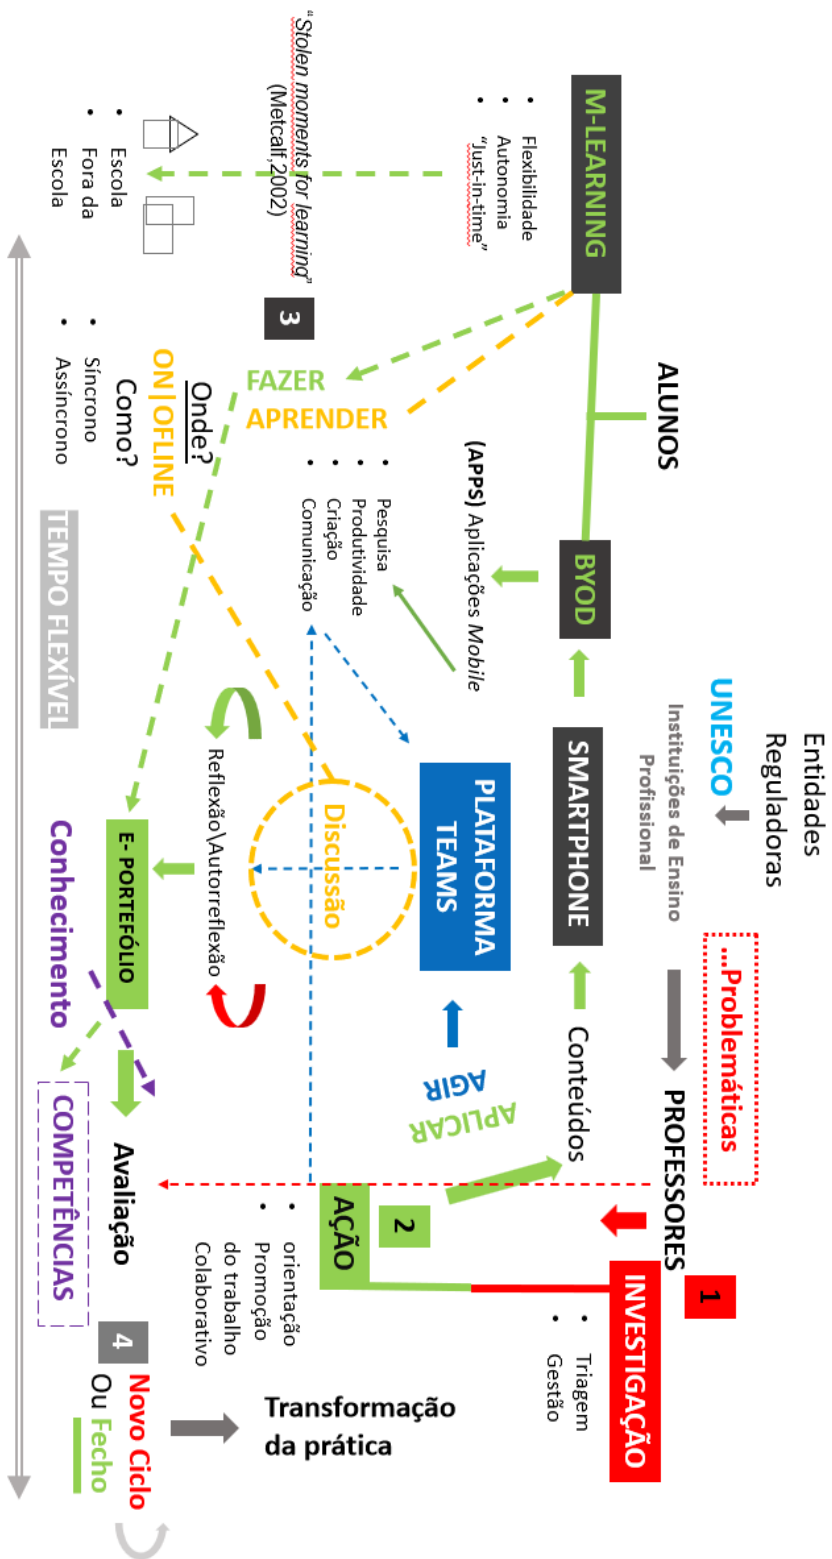 Entidades
Reguladoras
UNESCO
Instituições de Ensino
Profissional
...Problemáticas
ALUNOS
PROFESSORES
1
M-LEARNING
BYOD
SMARTPHONE
Conteúdos
INVESTIGAÇÃO
• Triagem
• Gestão
• Flexibilidade
• Autonomia
• “Just-in-time”
(APPS) Aplicações Mobile
PLATAFORMA
TEAMS
AGIR
APLICAR
2
AÇÃO
“Stolen moments for learning”
(Metcalf,2002)
3
FAZER
APRENDER
• Pesquisa
• Produtividade
• Criação
• Comunicação
Discussão
• orientação
• Promoção
do trabalho
Colaborativo
Transformação
da prática
Onde?
ON|OFLINE
Como?
• Síncrono
• Assíncrono
Reflexão\Autorreflexão
• Escola
• Fora da
Escola
E- PORTEFÓLIO
Avaliação
4
Novo Ciclo
Ou Fecho
TEMPO FLEXÍVEL
Conhecimento
COMPETÊNCIAS